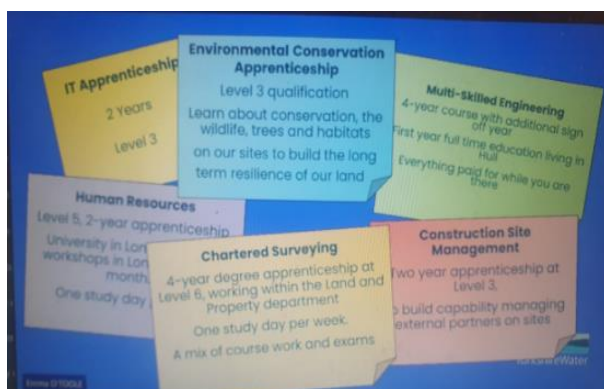 IT Apprenticeship
2 Years
Level 3
Environmental Conservation
Apprenticeship
Level 3 qualification
Learn about conservation, the
wildlife, trees and habitats
on our sites to build the long
term resilience of our land
Multi-Skilled Engineering
4-year course with additional sign
off year
First year full time education living in
Hull
Everything paid for while you are
there
Human Resources
Level 5, 2-year apprenticeship
University in Lon
workshops in Lon
month
One study day
Chartered Surveying
4-year degree apprenticeship at
Level 6, working within the Land and
Property department
One study day per week.
A mix of course work and exams
Construction Site
Management
Two year apprenticeship at
Level 3,
o build capability managing
external partners on sites
YorkshireWater
Emma O'TOOLE